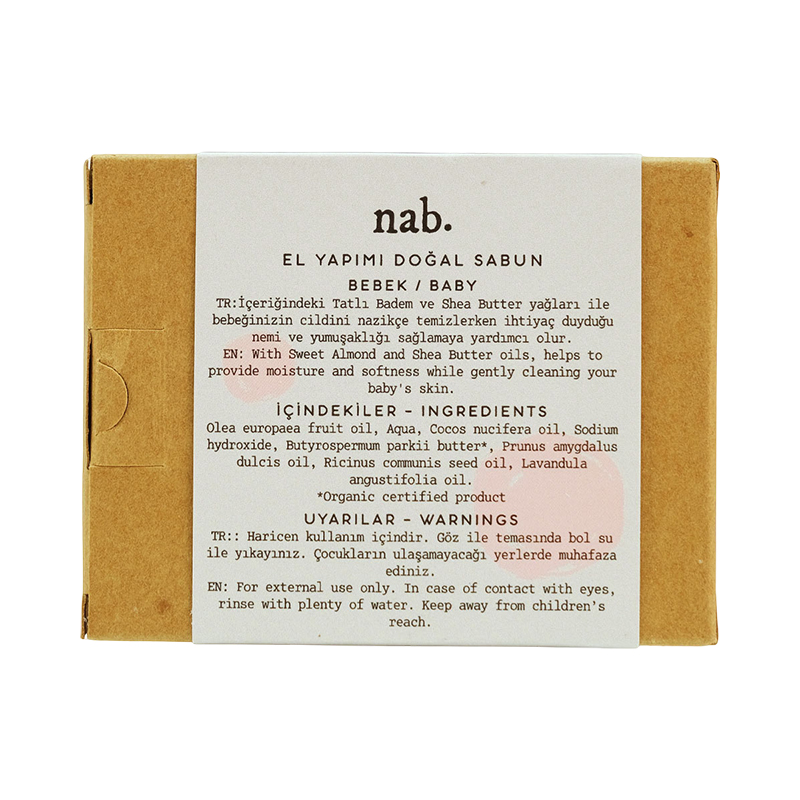 nab.
EL YAPIMI DOĞAL SABUN
BEBEK / BABY
TR:İçeriğindeki Tatlı Badem ve Shea Butter yağları ile
bebeğinizin cildini nazikçe temizlerken ihtiyaç duyduğu
nemi ve yumuşaklığı sağlamaya yardımcı olur.
EN: With Sweet Almond and Shea Butter oils, helps to
provide moisture and softness while gently cleaning your
baby's skin.
İÇİNDEKİLER – INGREDIENTS
Olea europaea fruit oil, Aqua, Cocos nucifera oil, Sodium
hydroxide, Butyrospermum parkii butter*, Prunus amygdalus
dulcis oil, Ricinus communis seed oil, Lavandula
angustifolia oil.
*Organic certified product
UYARILAR – WARNINGS
TR:: Haricen kullanım içindir. Göz ile temasında bol su
ile yıkayınız. Çocukların ulaşamayacağı yerlerde muhafaza
ediniz.
EN: For external use only. In case of contact with eyes,
rinse with plenty of water. Keep away from children’s
reach.